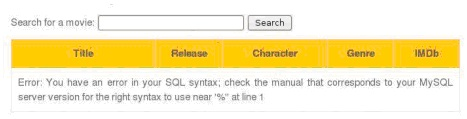 Search for a movie: Search
Title Release Character Genre IMDb
Error: You have an error in your SQL syntax; check the manual that corresponds to your MySQL
server version for the right syntax to use near '%'' at line 1